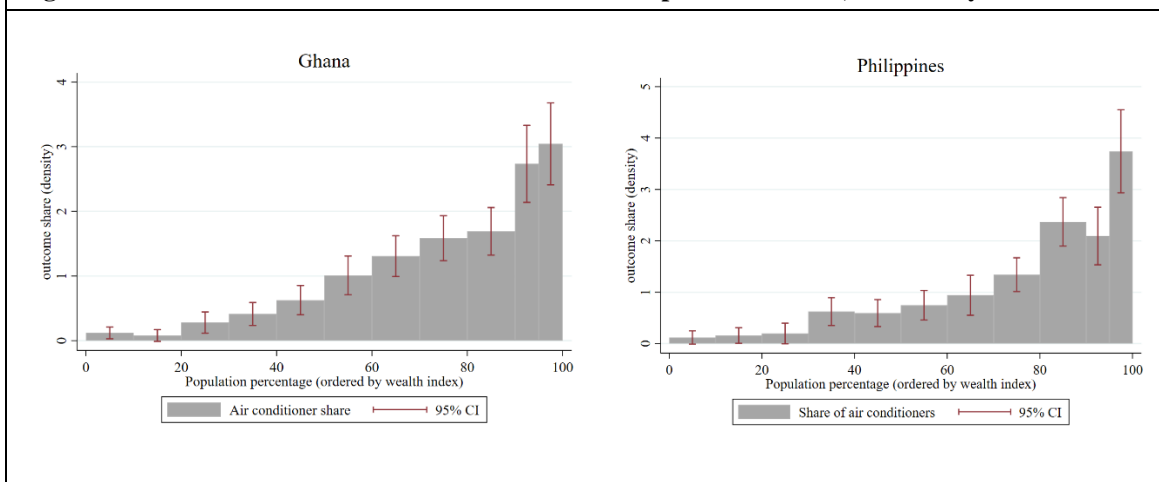 Ghana
outcome share (density)
4
3
2
1
0
0 20 40 60 80 100
Population percentage (ordered by wealth index)
Air conditioner share 95% CI
Philippines
outcome share (density)
5
4
3
2
1
0
0 20 40 60 80 100
Population percentage (ordered by wealth index)
Share of air conditioners 95% CI